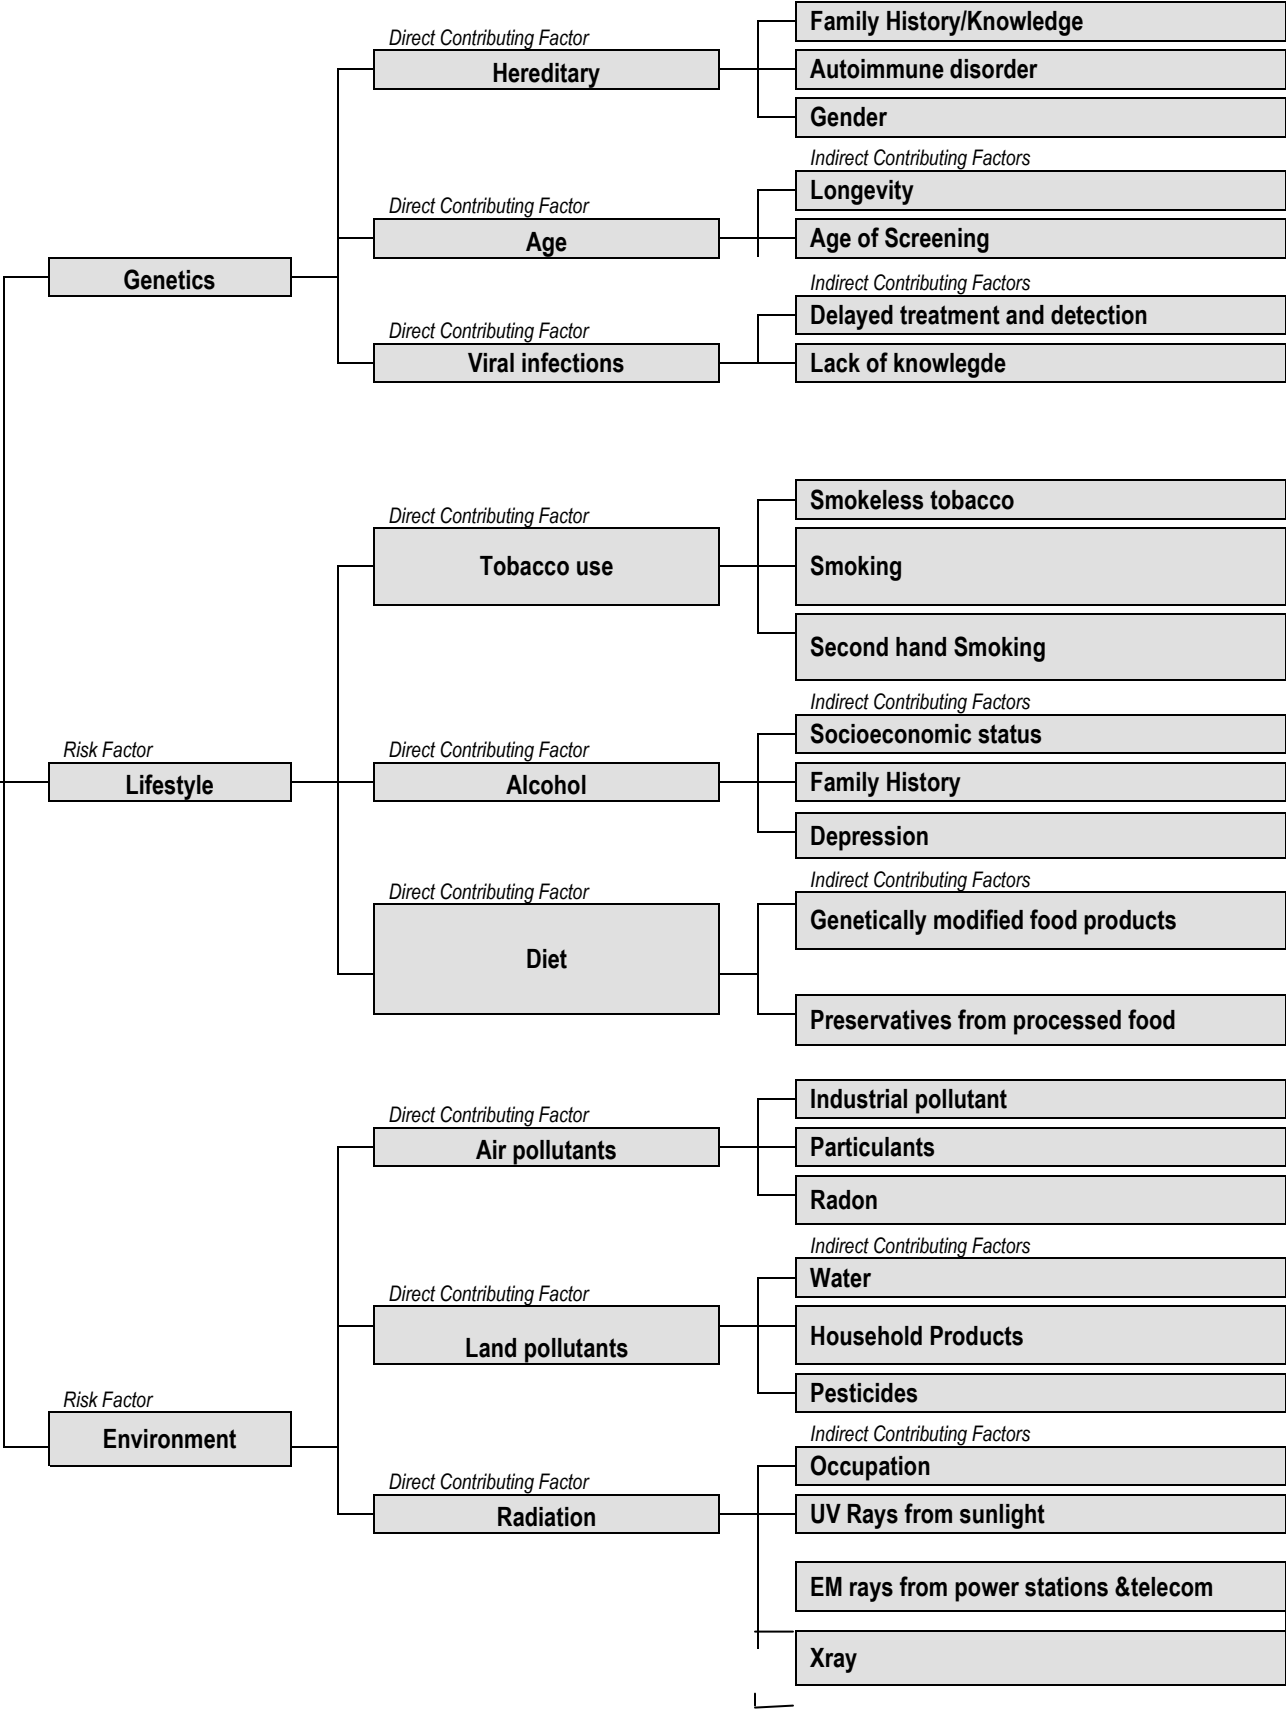 Family History/Knowledge
Direct Contributing Factor
Hereditary
Autoimmune disorder
Gender
Indirect Contributing Factors
Longevity
Direct Contributing Factor
Age
Age of Screening
Genetics
Indirect Contributing Factors
Delayed treatment and detection
Direct Contributing Factor
Viral infections
Lack of knowlegde
Smokeless tobacco
Direct Contributing Factor
Tobacco use
Smoking
Second hand Smoking
Indirect Contributing Factors
Socioeconomic status
Risk Factor
Lifestyle
Direct Contributing Factor
Alcohol
Family History
Depression
Indirect Contributing Factors
Direct Contributing Factor
Genetically modified food products
Diet
Preservatives from processed food
Industrial pollutant
Direct Contributing Factor
Air pollutants
Particulants
Radon
Indirect Contributing Factors
Water
Direct Contributing Factor
Land pollutants
Household Products
Pesticides
Risk Factor
Environment
Indirect Contributing Factors
Occupation
Direct Contributing Factor
Radiation
UV Rays from sunlight
EM rays from power stations &telecom
Xray